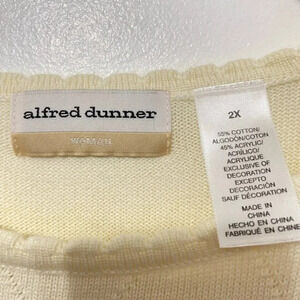 alfred dunner
WOMAN
2X
55% COTTON/
ALGODÓN/COTON
45% ACRYLIC/
ACRÍLICO/
ACRYLIQUE
EXCLUSIVE OF
DECORATION
EXCEPTO
DECORACIÓN
SAUF DÉCORATION
MADE IN
CHINA
HECHO EN CHINA
FABRIQUÉ EN CHINE